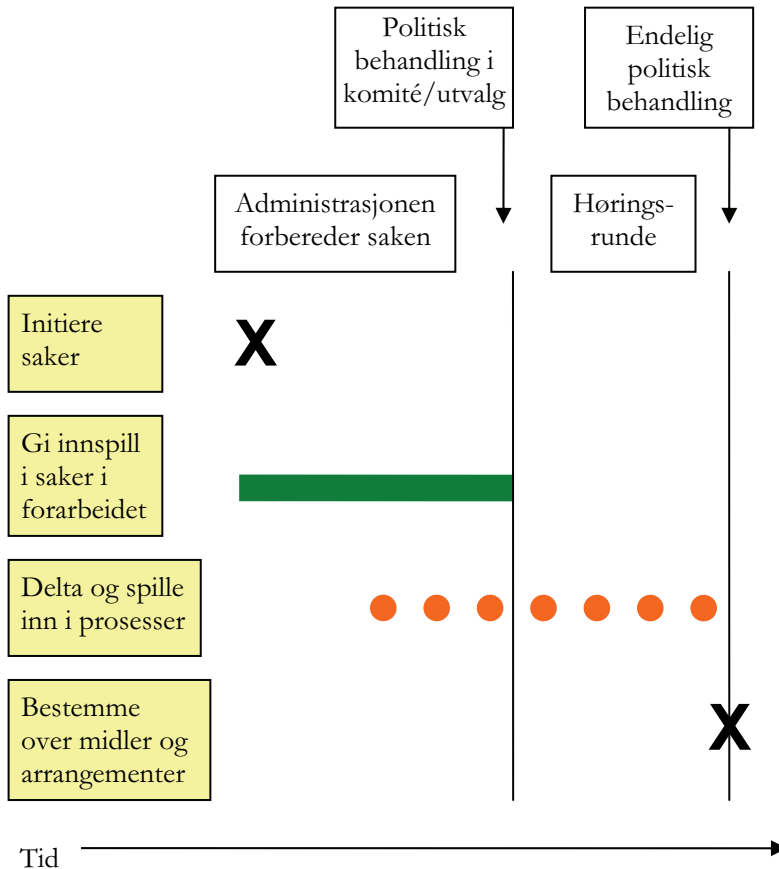 Politisk
behandling i
komité/utvalg
Endelig
politisk
behandling
Administrasjonen
forbereder saken
Hørings-
runde
Initiere
saker
X
Gi innspill
i saker i
forarbeidet
Delta og spille
inn i prosesser
Bestemme
over midler og
arrangementer
X
Tid